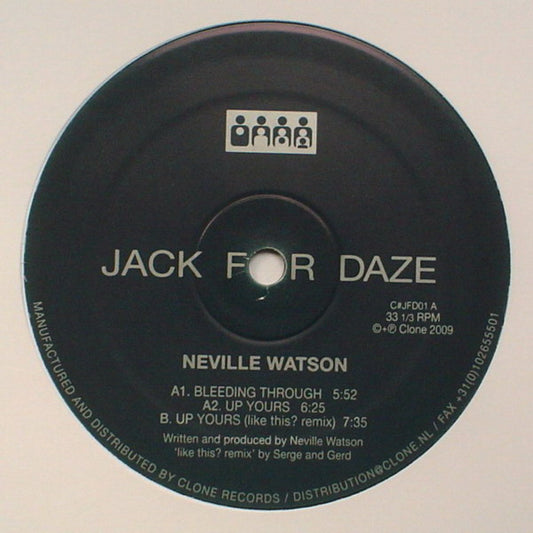 JACK FOR DAZE
C#JFD01 A
33 1/3 RPM
©+℗ Clone 2009
NEVILLE WATSON
A1. BLEEDING THROUGH 5:52
A2. UP YOURS 6:25
B. UP YOURS (like this? remix) 7:35
Written and produced by Neville Watson
'like this? remix' by Serge and Gerd
MANUFACTURED AND DISTRIBUTED BY CLONE RECORDS / DISTRIBUTION@CLONE.NL / FAX +31(0)102655501